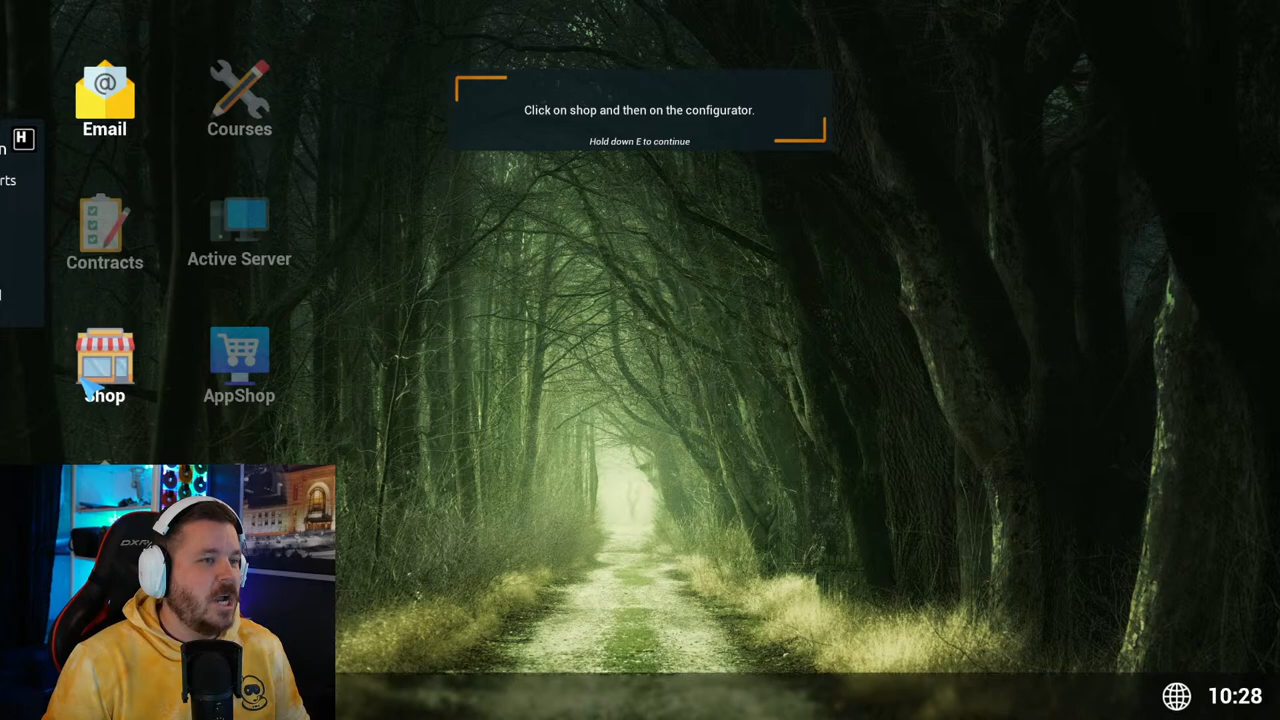 Email
Courses
H
n
rts
Click on shop and then on the configurator.
Hold down E to continue
Contracts
Active Server
Shop
AppShop
DXR
10:28